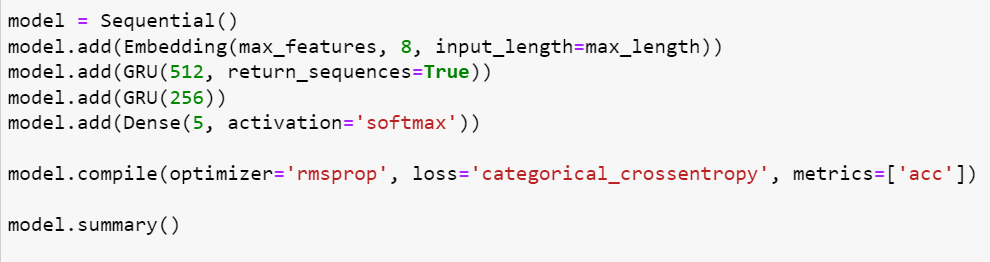 model = Sequential()
model.add(Embedding(max_features, 8, input_length=max_length))
model.add(GRU(512, return_sequences=True))
model.add(GRU(256))
model.add(Dense(5, activation='softmax'))
model.compile(optimizer='rmsprop', loss='categorical_crossentropy', metrics=['acc'])
model.summary()